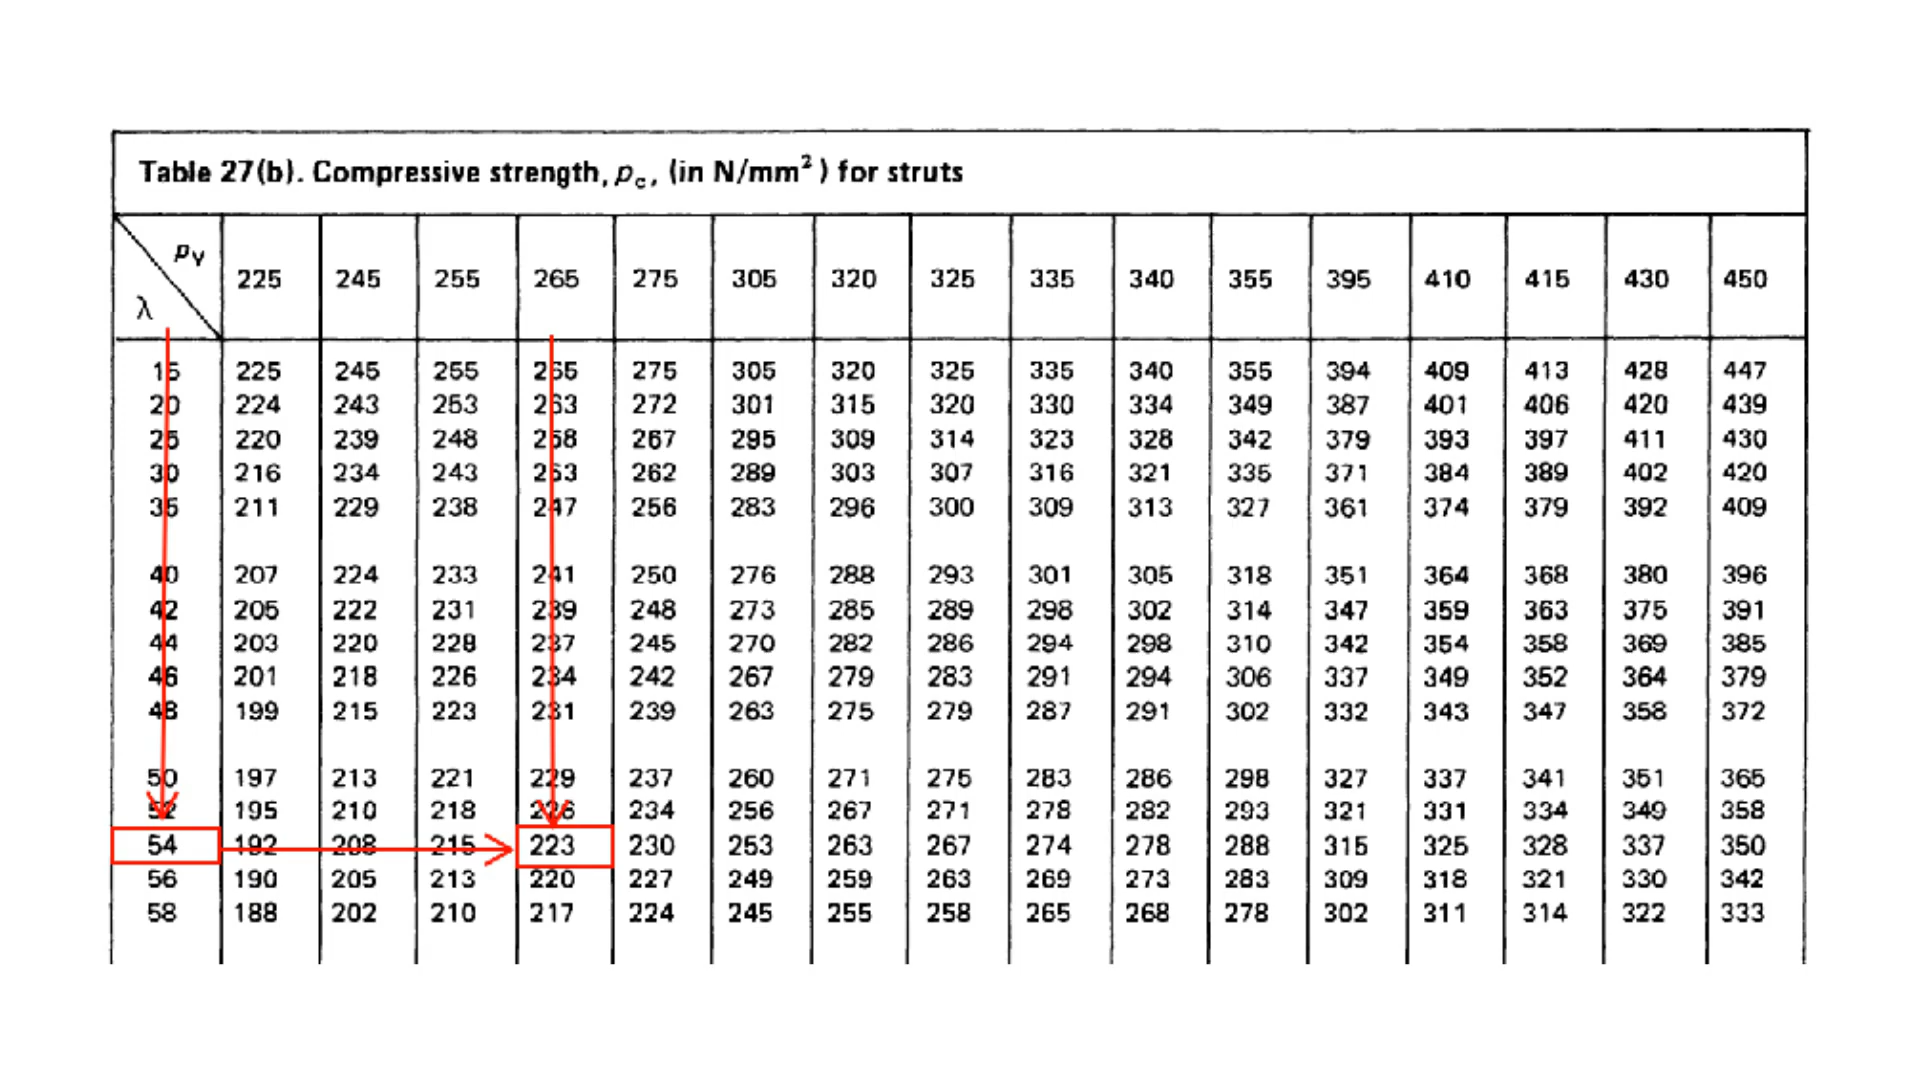 Table 27(b). Compressive strength, pc, (in N/mm²) for struts
py
λ 225 245 255 265 275 305 320 325 335 340 355 395 410 415 430 450
15 225 245 255 265 275 305 320 325 335 340 355 394 409 413 428 447
20 224 243 253 263 272 301 315 320 330 334 349 387 401 406 420 439
25 220 239 248 258 267 295 309 314 323 328 342 379 393 397 411 430
30 216 234 243 253 262 289 303 307 316 321 335 371 384 389 402 420
35 211 229 238 247 256 283 296 300 309 313 327 361 374 379 392 409
40 207 224 233 241 250 276 288 293 301 305 318 351 364 368 380 396
42 205 222 231 239 248 273 285 289 298 302 314 347 359 363 375 391
44 203 220 228 237 245 270 282 286 294 298 310 342 354 358 369 385
46 201 218 226 234 242 267 279 283 291 294 306 337 349 352 364 379
48 199 215 223 231 239 263 275 279 287 291 302 332 343 347 358 372
50 197 213 221 229 237 260 271 275 283 286 298 327 337 341 351 365
52 195 210 218 226 234 256 267 271 278 282 293 321 331 334 349 358
54 192 208 215 223 230 253 263 267 274 278 288 315 325 328 337 350
56 190 205 213 220 227 249 259 263 269 273 283 309 318 321 330 342
58 188 202 210 217 224 245 255 258 265 268 278 302 311 314 322 333